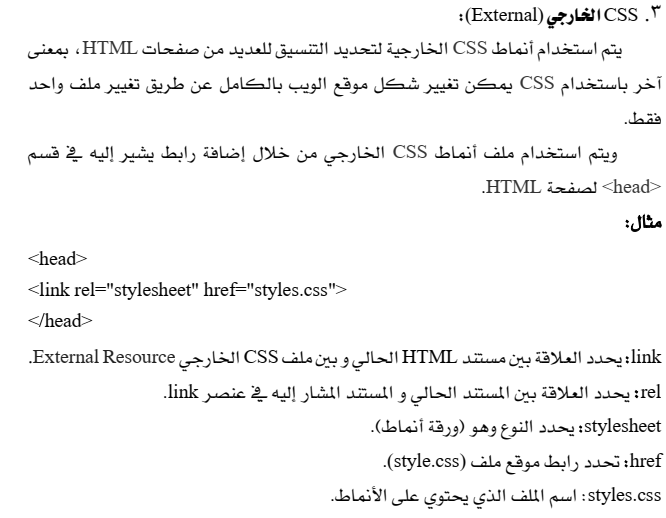 ٣. CSS الخارجي (External):
يتم استخدام أنماط CSS الخارجية لتحديد التنسيق للعديد من صفحات HTML، بمعنى
آخر باستخدام CSS يمكن تغيير شكل موقع الويب بالكامل عن طريق تغيير ملف واحد
فقط.
ويتم استخدام ملف أنماط CSS الخارجي من خلال إضافة رابط يشير إليه في قسم
<head> لصفحة HTML.
مثال:
<head>
<link rel="stylesheet" href="styles.css">
</head>
link: يحدد العلاقة بين مستند HTML الحالي و بين ملف CSS الخارجي External Resource.
rel: يحدد العلاقة بين المستند الحالي و المستند المشار إليه في عنصر link.
stylesheet: يحدد النوع وهو (ورقة أنماط).
href: تحدد رابط موقع ملف (style.css).
styles.css: اسم الملف الذي يحتوي على الأنماط.